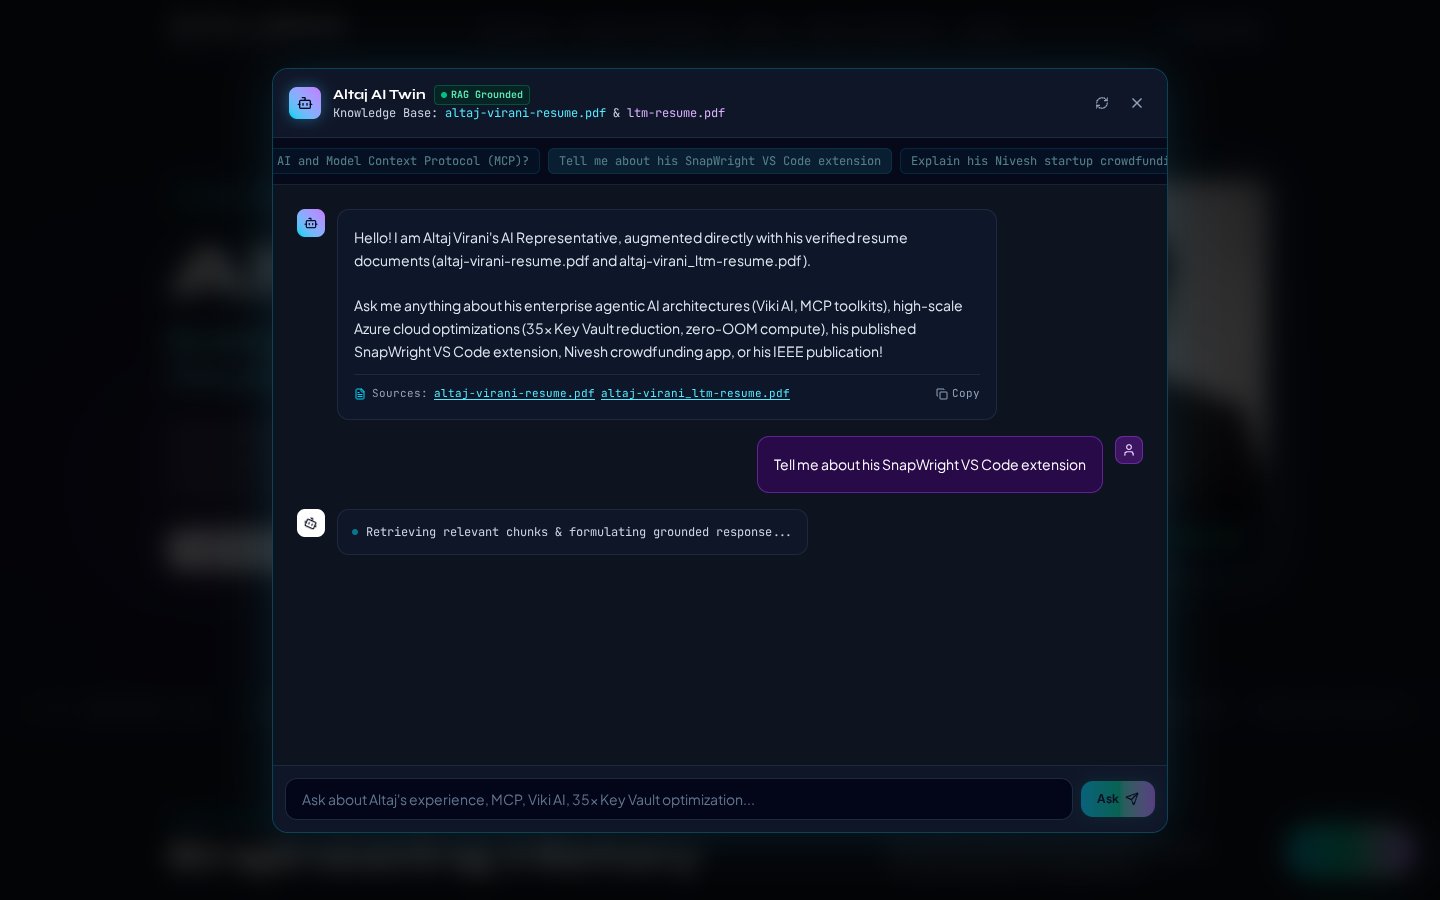 Altaj AI Twin
RAG Grounded
Knowledge Base: altaj-virani-resume.pdf & ltm-resume.pdf
AI and Model Context Protocol (MCP)?
Tell me about his SnapWright VS Code extension
Explain his Nivesh startup crowdfundi
Hello! I am Altaj Virani's AI Representative, augmented directly with his verified resume
documents (altaj-virani-resume.pdf and altaj-virani_ltm-resume.pdf).
Ask me anything about his enterprise agentic AI architectures (Viki AI, MCP toolkits), high-scale
Azure cloud optimizations (35× Key Vault reduction, zero-OOM compute), his published
SnapWright VS Code extension, Nivesh crowdfunding app, or his IEEE publication!
Sources: altaj-virani-resume.pdf altaj-virani_ltm-resume.pdf
Copy
Tell me about his SnapWright VS Code extension
Retrieving relevant chunks & formulating grounded response...
Ask about Altaj's experience, MCP, Viki AI, 35× Key Vault optimization...
Ask